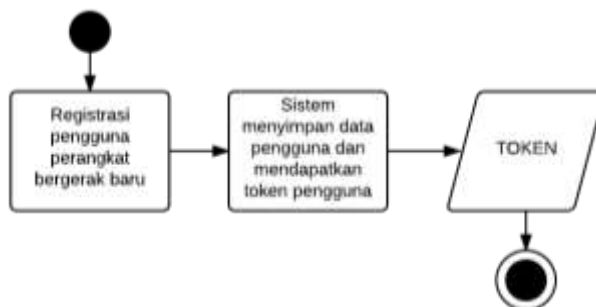 Registrasi
pengguna
perangkat
bergerak baru
Sistem
menyimpan data
pengguna dan
mendapatkan
token pengguna
TOKEN